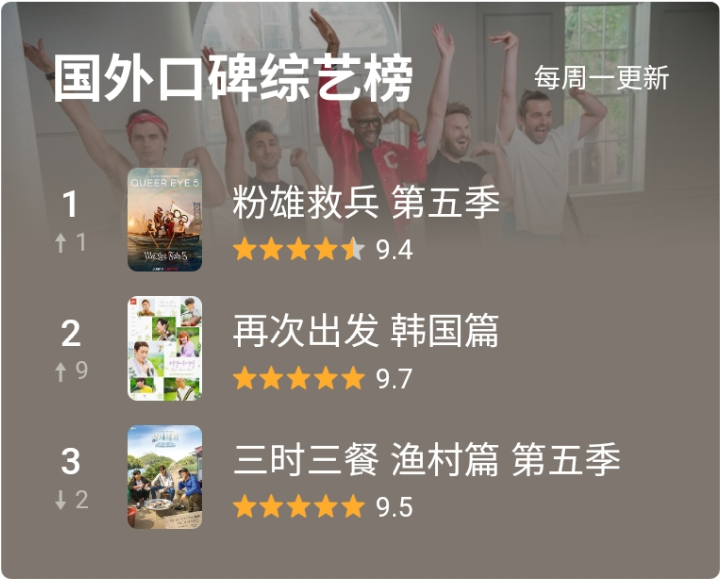 国外口碑综艺榜
每周一更新
1
↑ 1
QUEER EYE 5
粉雄救兵 第五季
9.4
2
↑ 9
再次出发 韩国篇
9.7
3
↓ 2
三时三餐 渔村篇 第五季
9.5